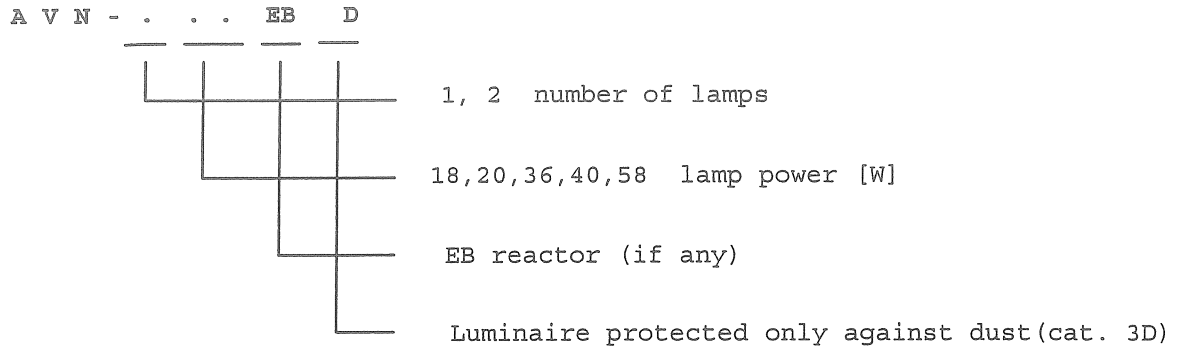 A V N - . . . EB D
1, 2 number of lamps
18,20,36,40,58 lamp power [W]
EB reactor (if any)
Luminaire protected only against dust(cat. 3D)